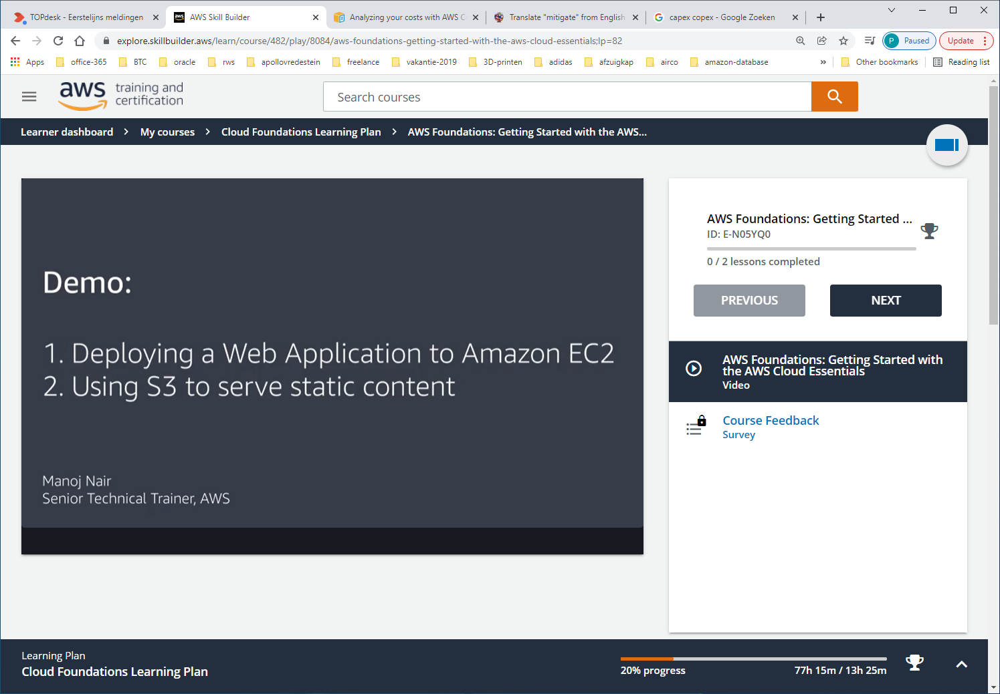 TOPdesk - Eerstelijns meldingen
AWS Skill Builder
Analyzing your costs with AWS C
Translate "mitigate" from English
capex copex - Google Zoeken
explore.skillbuilder.aws/learn/course/482/play/8084/aws-foundations-getting-started-with-the-aws-cloud-essentials;lp=82
P Paused
Update
Apps office-365 BTC oracle rws apollovredestein freelance vakantie-2019 3D-printen adidas afzuigkap airco amazon-database » Other bookmarks Reading list
aws training and
certification
Search courses
Learner dashboard > My courses > Cloud Foundations Learning Plan > AWS Foundations: Getting Started with the AWS...
Demo:
1. Deploying a Web Application to Amazon EC2
2. Using S3 to serve static content
Manoj Nair
Senior Technical Trainer, AWS
AWS Foundations: Getting Started ...
ID: E-N05YQ0
0 / 2 lessons completed
PREVIOUS
NEXT
AWS Foundations: Getting Started with
the AWS Cloud Essentials
Video
Course Feedback
Survey
Learning Plan
Cloud Foundations Learning Plan
20% progress
77h 15m / 13h 25m